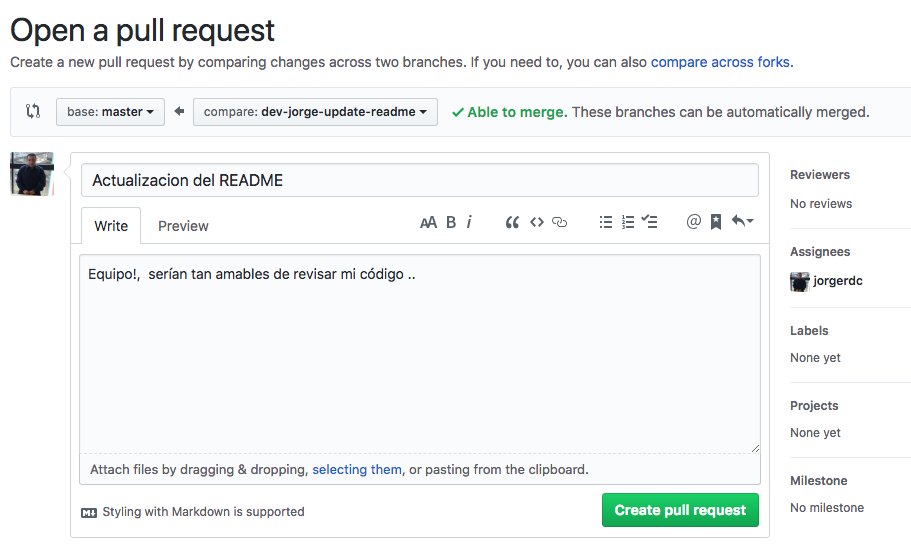 Open a pull request
Create a new pull request by comparing changes across two branches. If you need to, you can also compare across forks.
base: master compare: dev-jorge-update-readme Able to merge. These branches can be automatically merged.
Actualizacion del README
Write Preview AA B i @
Equipo!,  serían tan amables de revisar mi código ..
Attach files by dragging & dropping, selecting them, or pasting from the clipboard.
Styling with Markdown is supported
Create pull request
Reviewers
No reviews
Assignees
jorgerdc
Labels
None yet
Projects
None yet
Milestone
No milestone